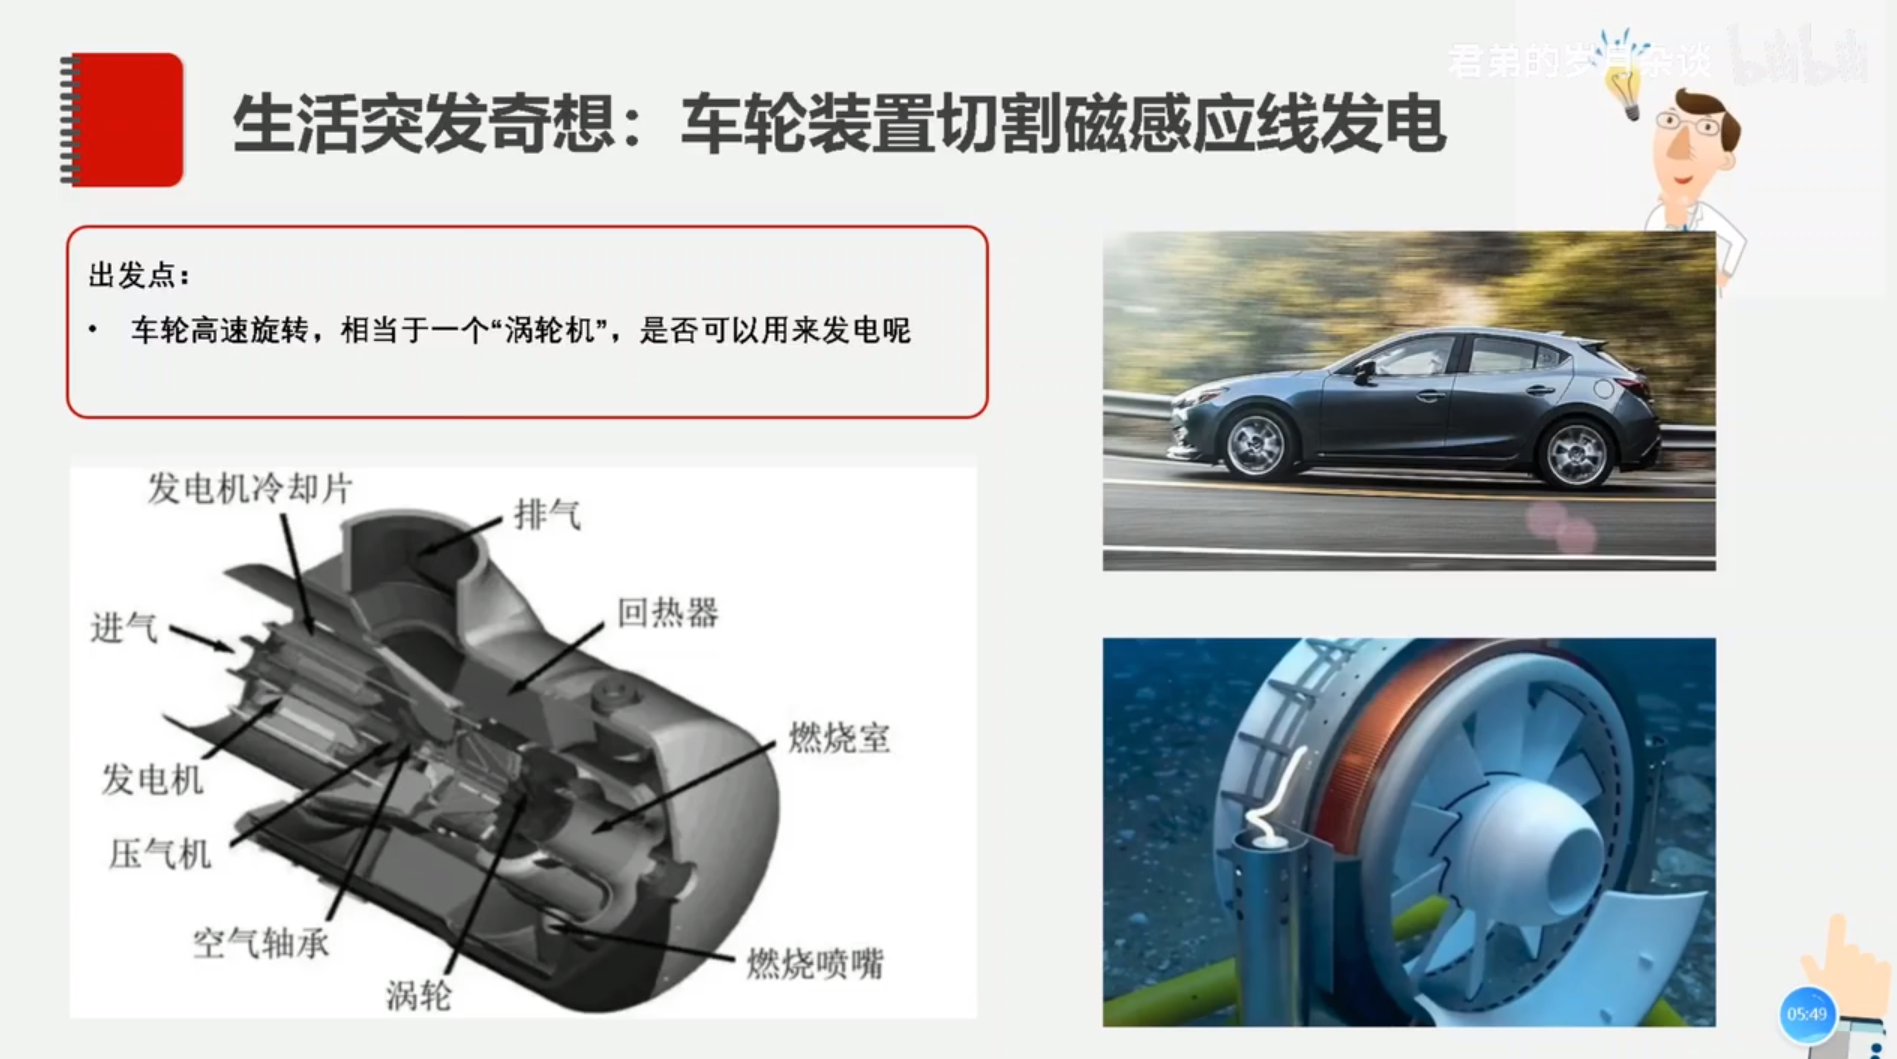 君弟的岁月杂谈 bilibili
生活突发奇想：车轮装置切割磁感应线发电
出发点：
• 车轮高速旋转，相当于一个“涡轮机”，是否可以用来发电呢
发电机冷却片
排气
进气
回热器
燃烧室
发电机
压气机
空气轴承
燃烧喷嘴
涡轮
05:49